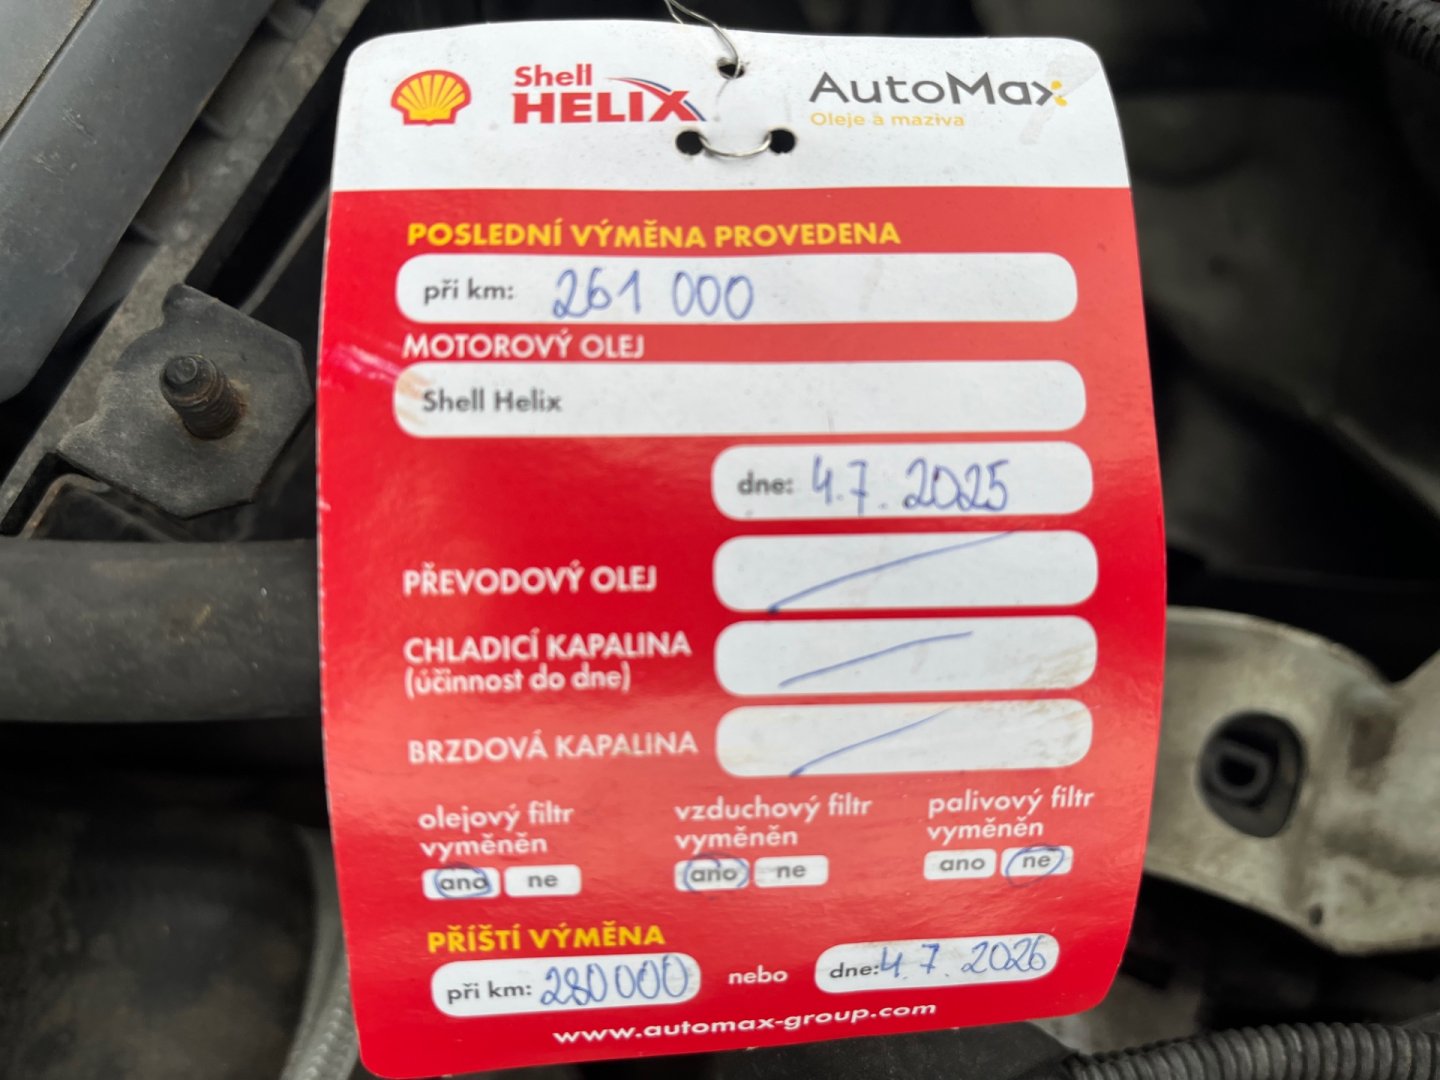 Shell
HELIX
AutoMax
Oleje a maziva
POSLEDNÍ VÝMĚNA PROVEDENA
při km: 261 000
MOTOROVÝ OLEJ
Shell Helix
dne: 4.7.2025
PŘEVODOVÝ OLEJ
CHLADICÍ KAPALINA
(účinnost do dne)
BRZDOVÁ KAPALINA
olejový filtr
vyměněn
ano ne
vzduchový filtr
vyměněn
ano ne
palivový filtr
vyměněn
ano ne
PŘÍŠTÍ VÝMĚNA
při km: 280000 nebo dne: 4.7.2026
www.automax-group.com